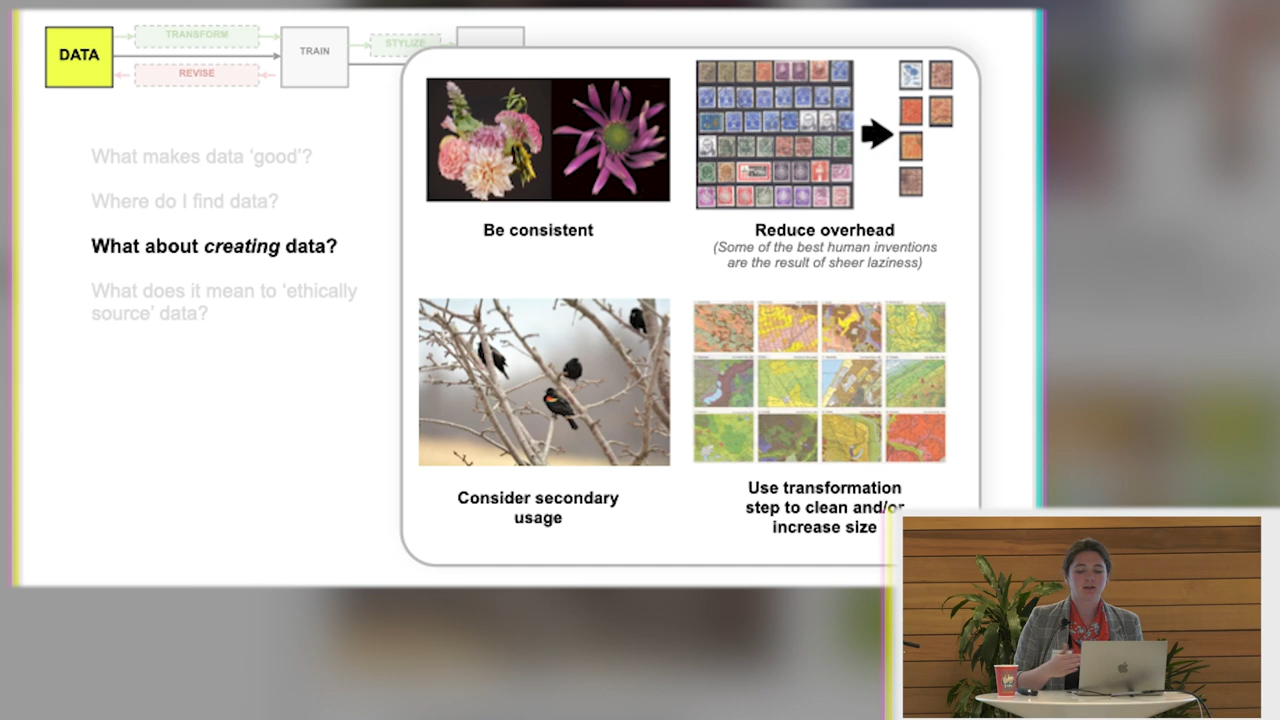 DATA
TRANSFORM
REVISE
TRAIN
STYLIZE
What makes data ‘good’?
Where do I find data?
What about creating data?
What does it mean to ‘ethically
source’ data?
Be consistent
Reduce overhead
(Some of the best human inventions
are the result of sheer laziness)
Consider secondary
usage
Use transformation
step to clean and/or
increase size